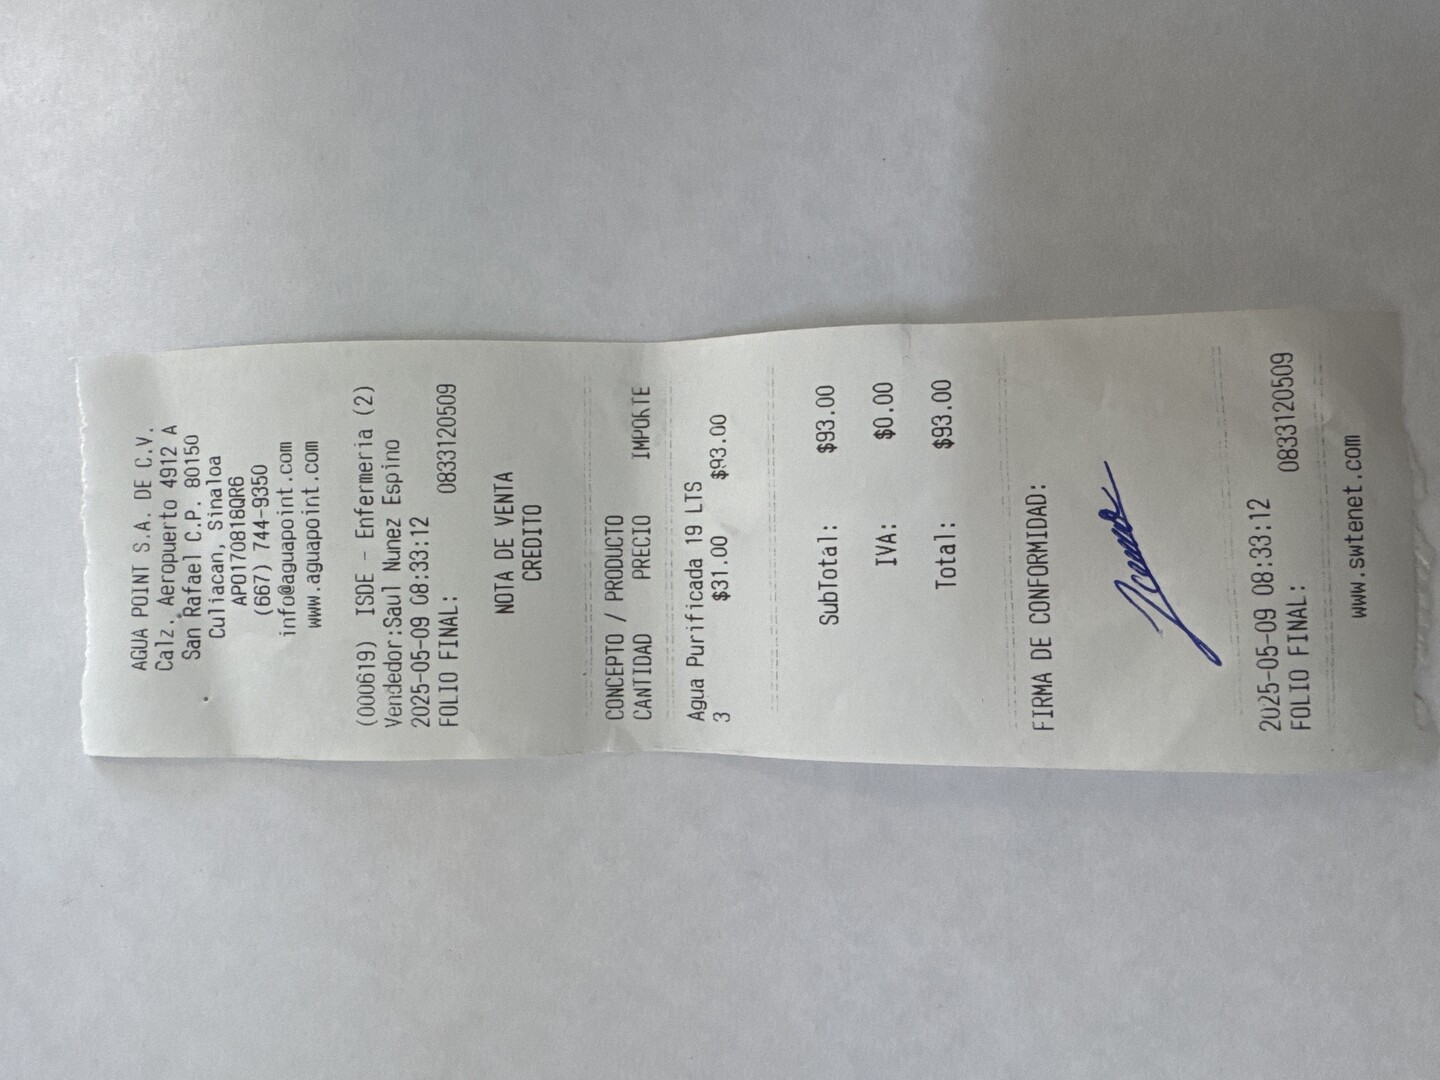 AGUA POINT S.A. DE C.V.
Calz. Aeropuerto 4912 A
San Rafael C.P. 80150
Culiacan, Sinaloa
APO170818QR6
(667) 744-9350
info@aguapoint.com
www.aguapoint.com
(000619) ISDE - Enfermeria (2)
Vendedor:Saul Nunez Espino
2025-05-09 08:33:12
FOLIO FINAL: 0833120509
NOTA DE VENTA
CREDITO
CONCEPTO / PRODUCTO
CANTIDAD PRECIO IMPORTE
Agua Purificada 19 LTS
3 $31.00 $93.00
SubTotal: $93.00
IVA: $0.00
Total: $93.00
FIRMA DE CONFORMIDAD:
2025-05-09 08:33:12
FOLIO FINAL: 0833120509
www.swtenet.com